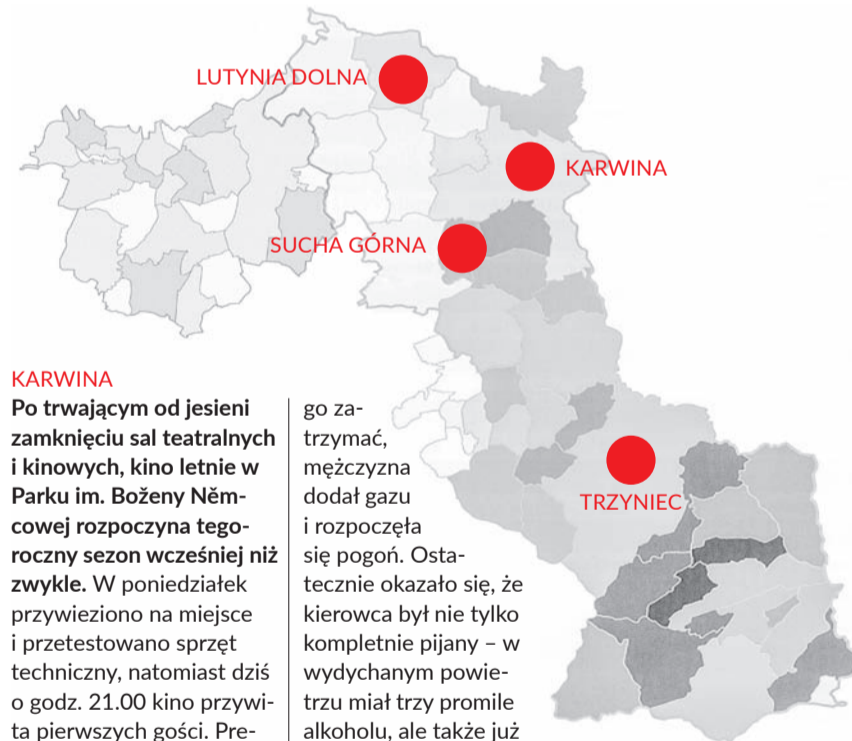 LUTYNIA DOLNA
KARWINA
SUCHA GÓRNA
TRZYNIEC
KARWINA
Po trwającym od jesieni
zamknięciu sal teatralnych
i kinowych, kino letnie w
Parku im. Boženy Něm-
cowej rozpoczyna tego-
roczny sezon wcześniej niż
zwykle. W poniedziałek
przywieziono na miejsce
i przetestowano sprzęt
techniczny, natomiast dziś
o godz. 21.00 kino przywi-
ta pierwszych gości. Pre-
go za-
trzymać,
mężczyzna
dodał gazu
i rozpoczęła
się pogoń. Osta-
tecznie okazało się, że
kierowca był nie tylko
kompletnie pijany – w
wydychanym powie-
trzu miał trzy promile
alkoholu, ale także już